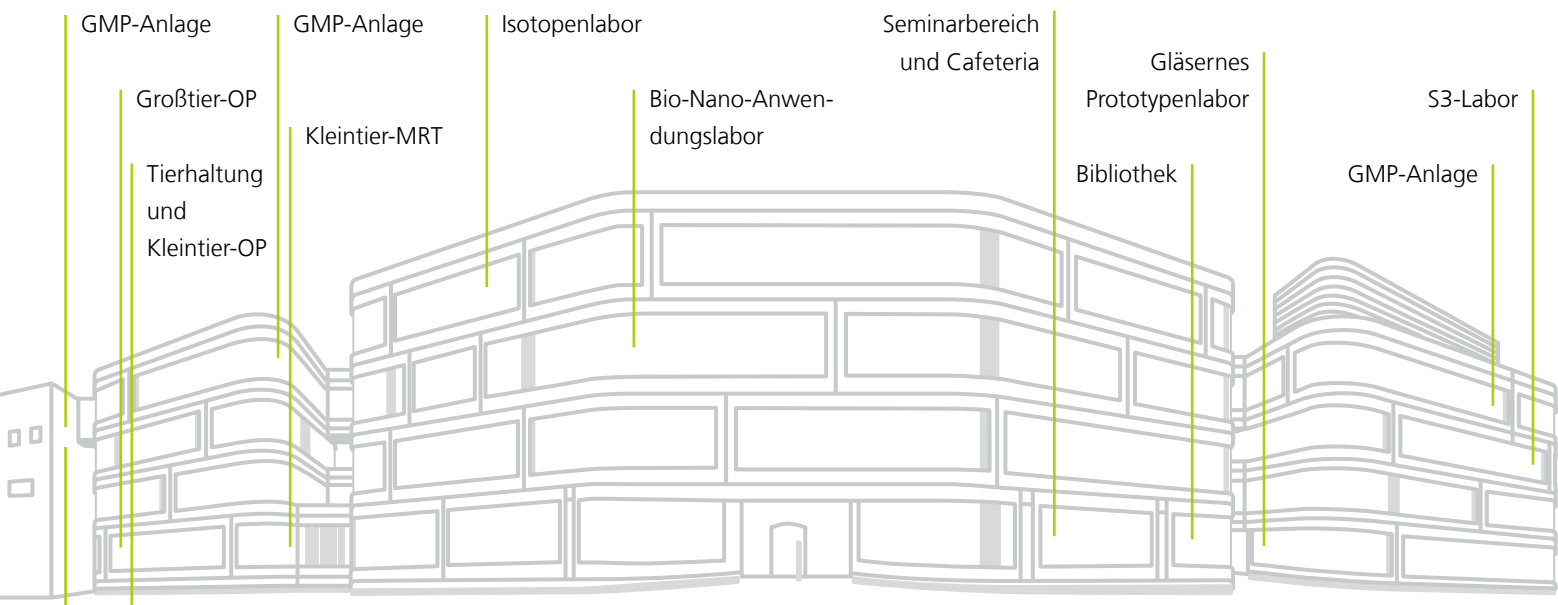 GMP-Anlage
GMP-Anlage
Isotopenlabor
Seminarbereich
und Cafeteria
Gläsernes
Prototypenlabor
Großtier-OP
Bio-Nano-Anwen-
dungslabor
S3-Labor
Kleintier-MRT
Tierhaltung
und
Kleintier-OP
Bibliothek
GMP-Anlage